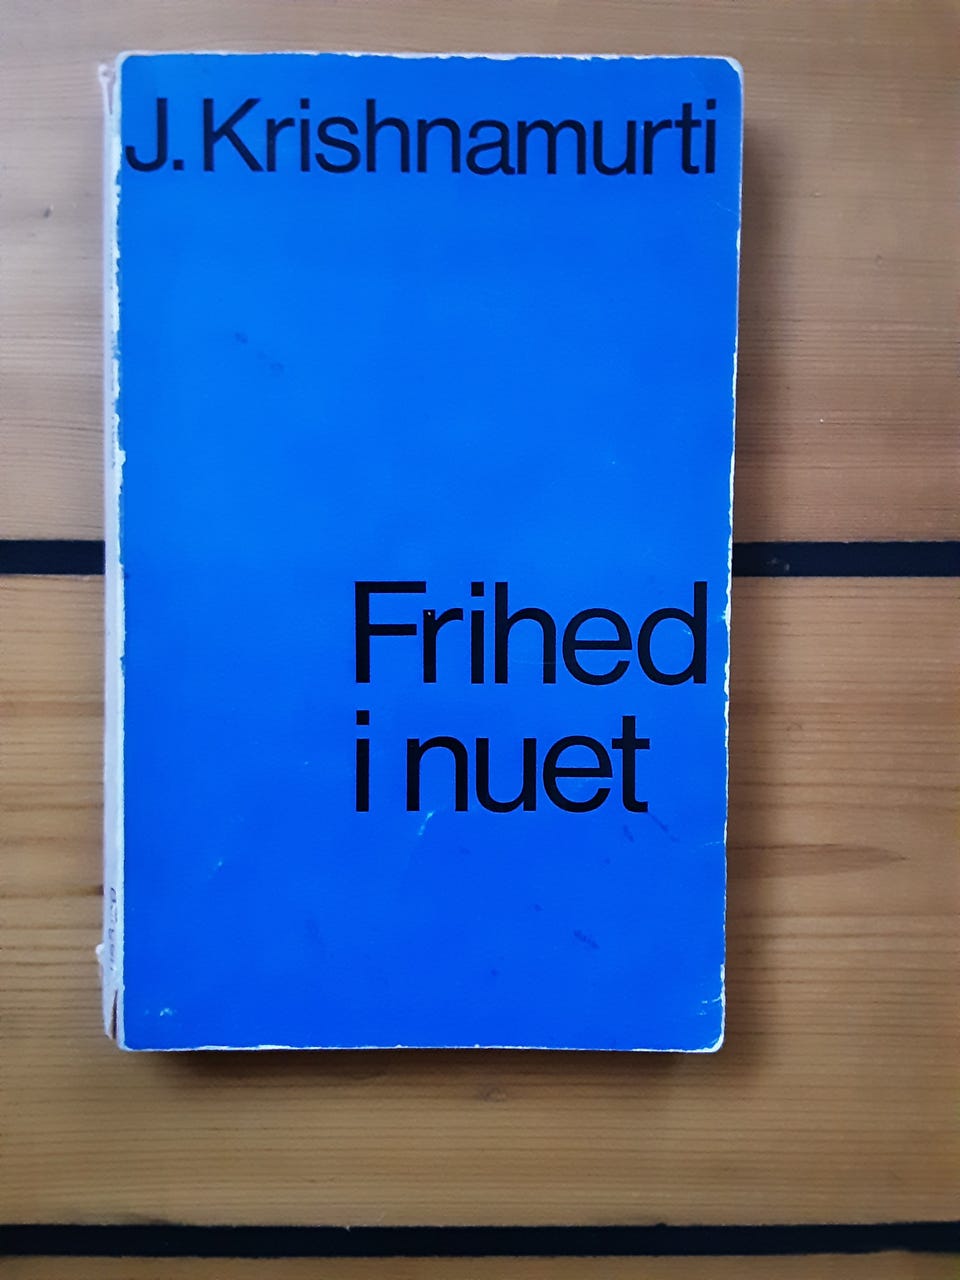 J. Krishnamurti
Frihed
i nuet